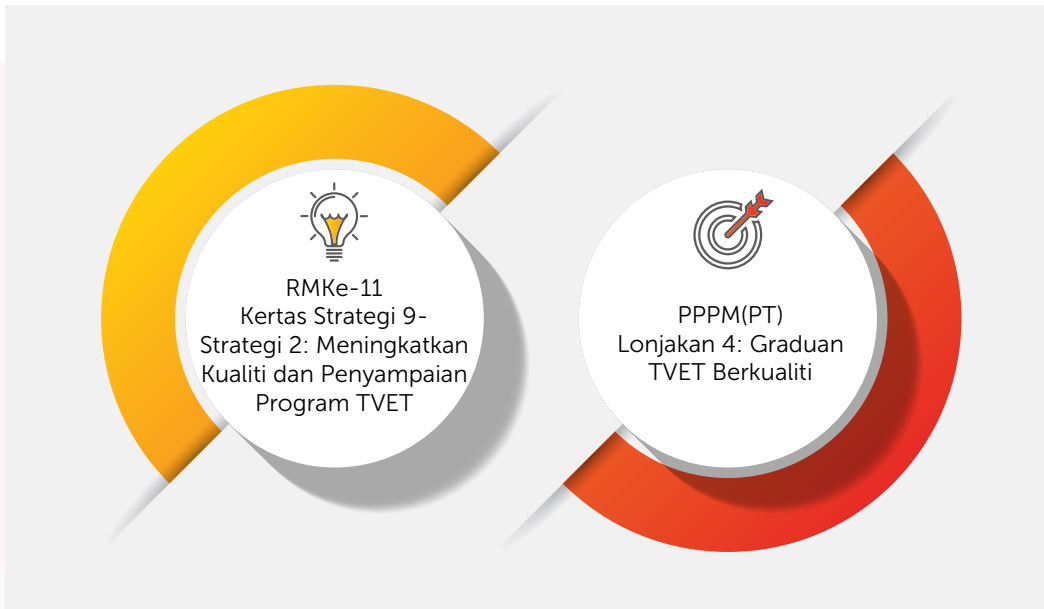 RMKe-11
Kertas Strategi 9-
Strategi 2: Meningkatkan
Kualiti dan Penyampaian
Program TVET
PPPM(PT)
Lonjakan 4: Graduan
TVET Berkualiti